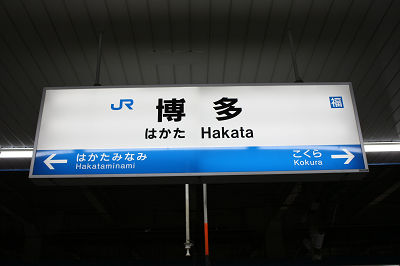 JR 博多 福
はかた Hakata
← はかたみなみ こくら →
Hakataminami Kokura